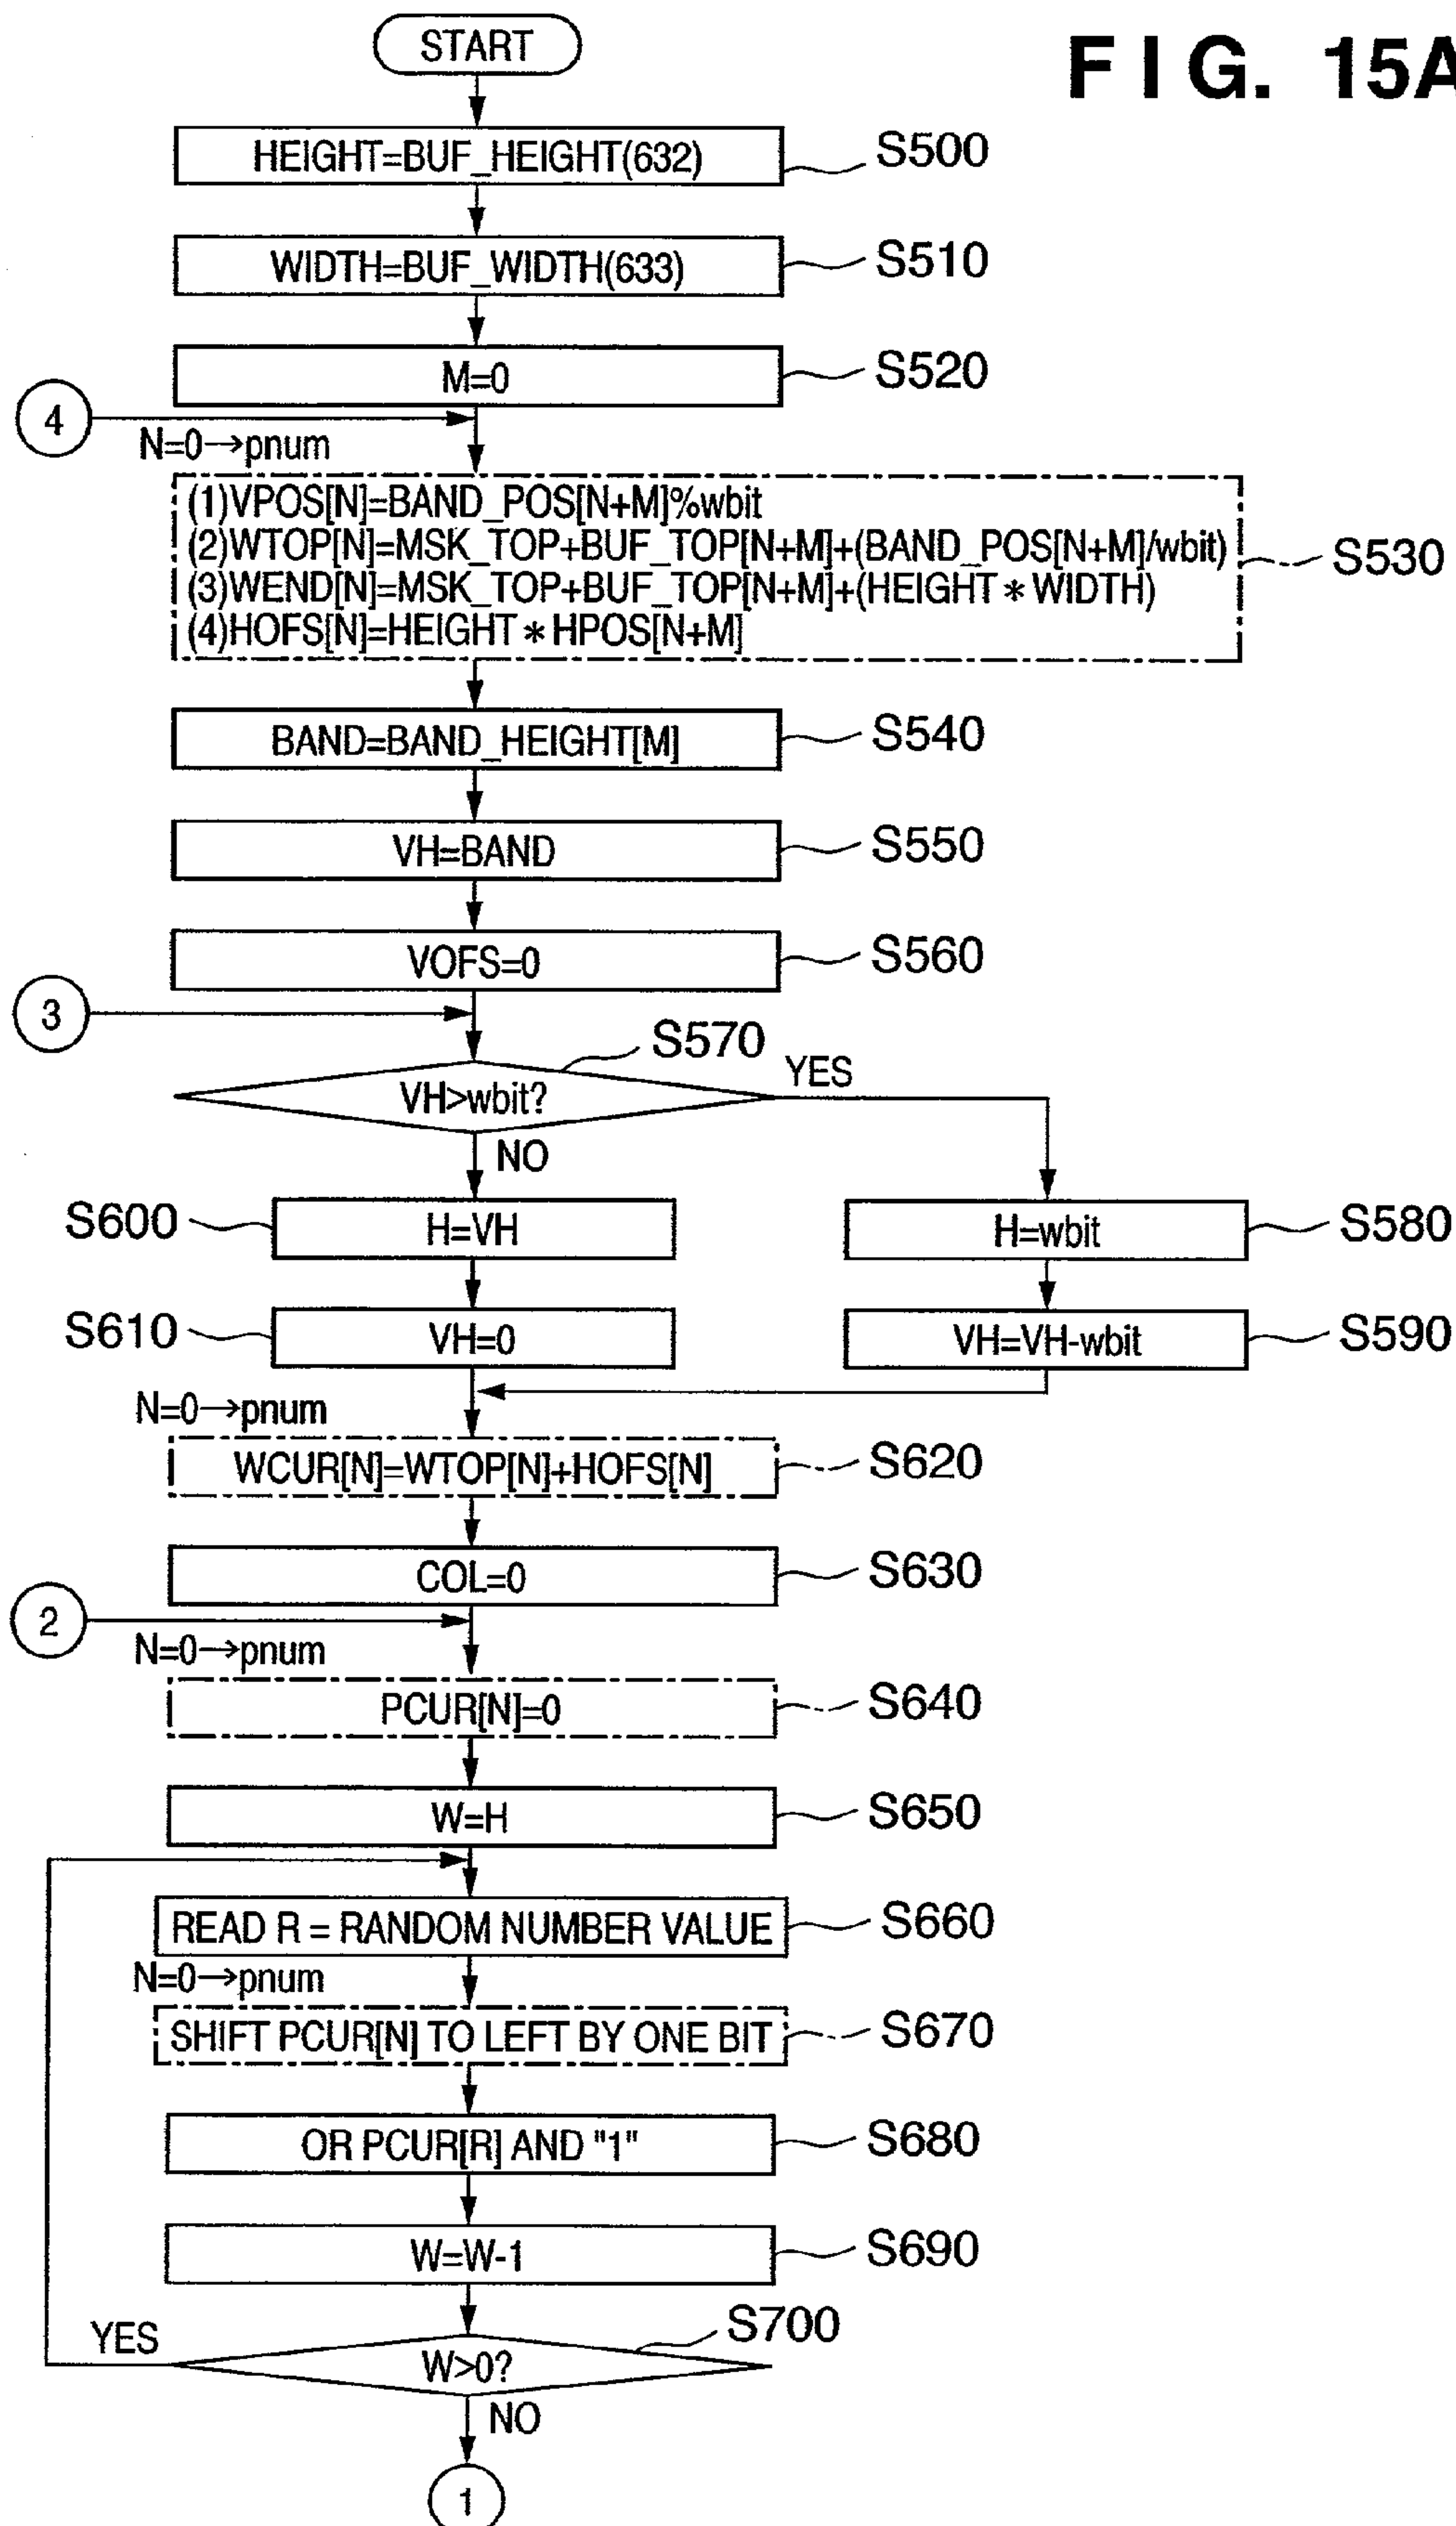 FIG. 15A
START
HEIGHT=BUF_HEIGHT(632) S500
WIDTH=BUF_WIDTH(633) S510
M=0 S520
4
N=0→pnum
(1)VPOS[N]=BAND_POS[N+M]%wbit
(2)WTOP[N]=MSK_TOP+BUF_TOP[N+M]+(BAND_POS[N+M]/wbit)
(3)WEND[N]=MSK_TOP+BUF_TOP[N+M]+(HEIGHT*WIDTH)
(4)HOFS[N]=HEIGHT*HPOS[N+M]
S530
BAND=BAND_HEIGHT[M] S540
VH=BAND S550
VOFS=0 S560
3
S570
VH>wbit? YES
NO
S600 H=VH H=wbit S580
S610 VH=0 VH=VH-wbit S590
N=0→pnum
WCUR[N]=WTOP[N]+HOFS[N] S620
COL=0 S630
2
N=0→pnum
PCUR[N]=0 S640
W=H S650
READ R = RANDOM NUMBER VALUE S660
N=0→pnum
SHIFT PCUR[N] TO LEFT BY ONE BIT S670
OR PCUR[R] AND "1" S680
W=W-1 S690
S700
YES W>0?
NO
1